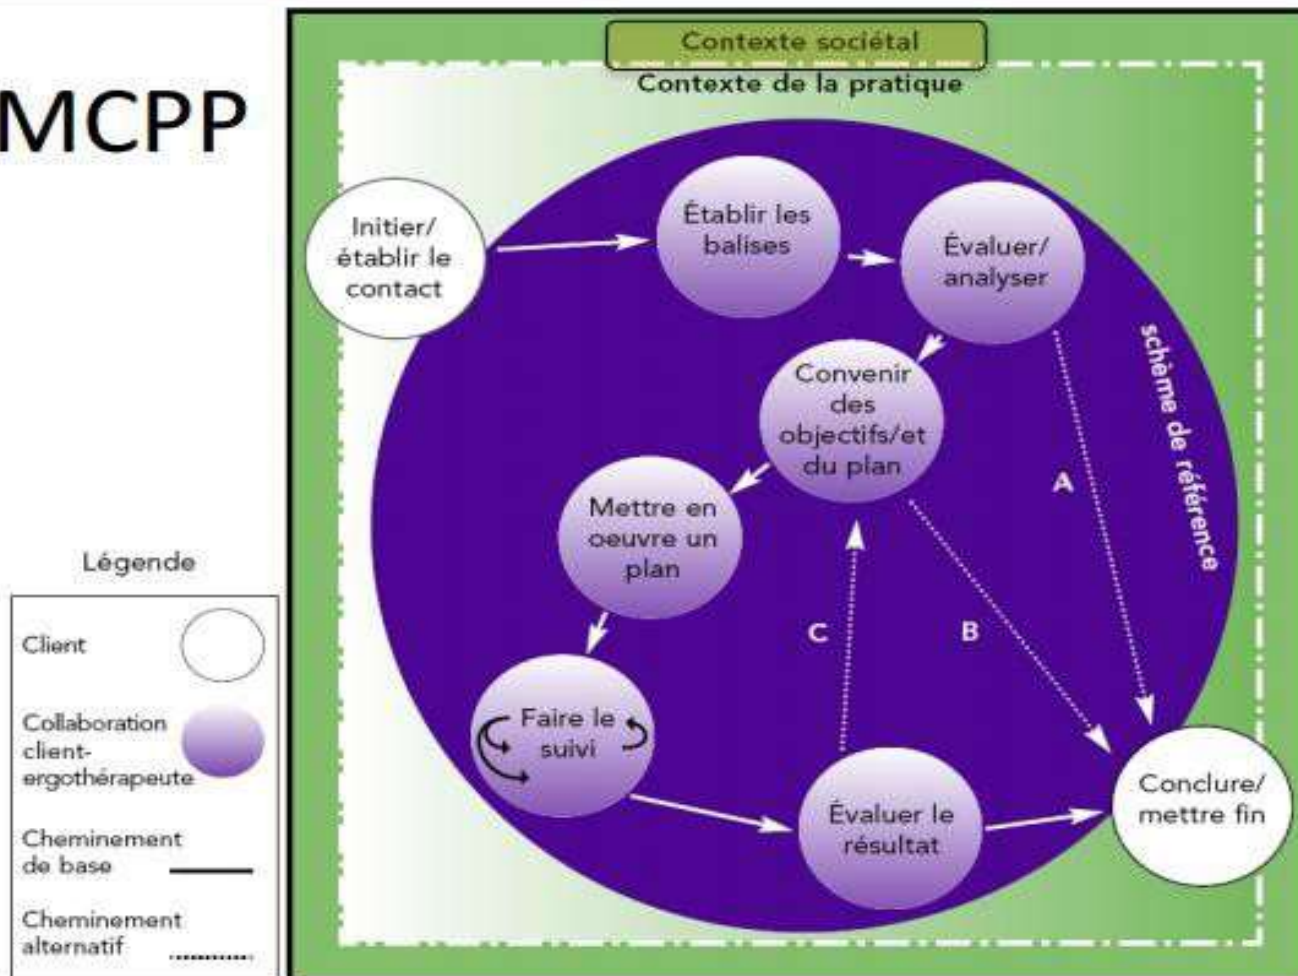 MCPP
Contexte sociétal
Contexte de la pratique
Initier/
établir le
contact
Établir les
balises
Évaluer/
analyser
Convenir
des
objectifs/et
du plan
schème de référence
A
Mettre en
oeuvre un
plan
C
B
Faire le
suivi
Évaluer le
résultat
Conclure/
mettre fin
Légende
Client
Collaboration
client-
ergothérapeute
Cheminement
de base
Cheminement
alternatif